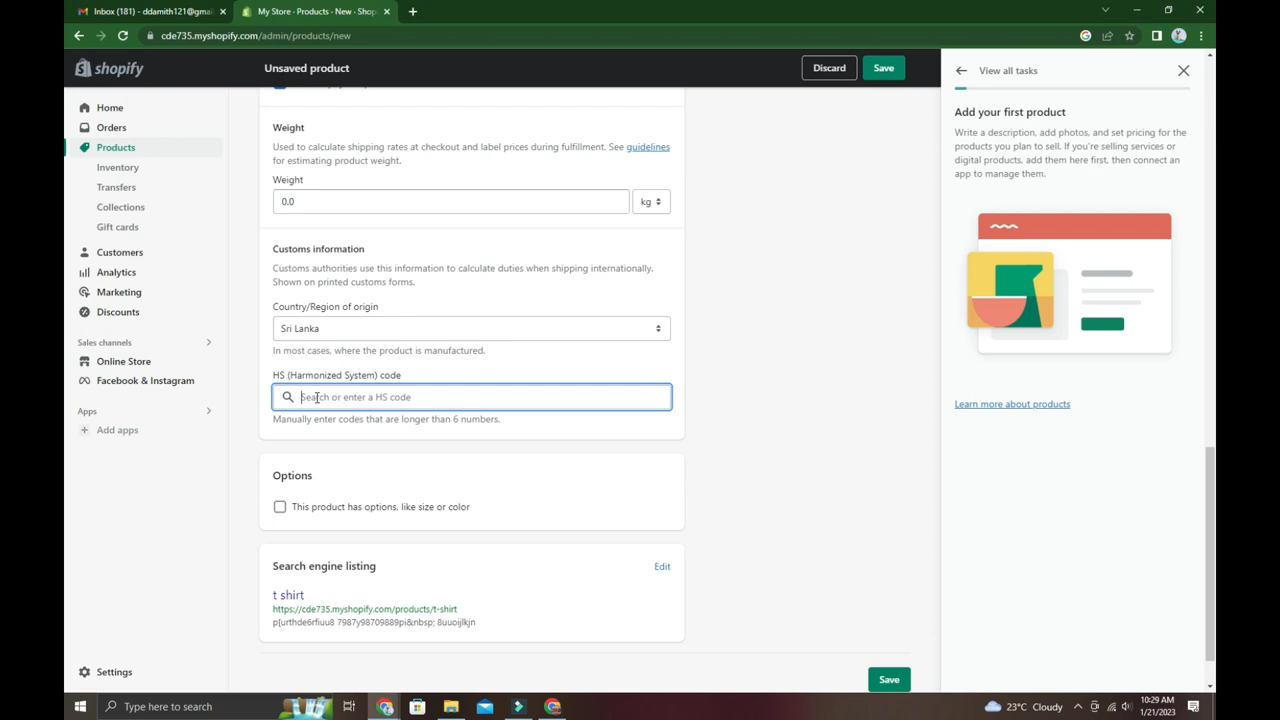 Inbox (181) - ddamith121@gmai
My Store · Products · New · Shop
cde735.myshopify.com/admin/products/new
shopify
Unsaved product
Discard
Save
View all tasks
Home
Orders
Products
Inventory
Transfers
Collections
Gift cards
Customers
Analytics
Marketing
Discounts
Sales channels
Online Store
Facebook & Instagram
Apps
Add apps
Settings
Weight
Used to calculate shipping rates at checkout and label prices during fulfillment. See guidelines
for estimating product weight.
Weight
0.0
kg
Customs information
Customs authorities use this information to calculate duties when shipping internationally.
Shown on printed customs forms.
Country/Region of origin
Sri Lanka
In most cases, where the product is manufactured.
HS (Harmonized System) code
Search or enter a HS code
Manually enter codes that are longer than 6 numbers.
Options
This product has options, like size or color
Search engine listing
Edit
t shirt
https://cde735.myshopify.com/products/t-shirt
p[urthde6rfiuu8 7987y98709889pi&nbsp; 8uuoijlkjn
Save
Add your first product
Write a description, add photos, and set pricing for the
products you plan to sell. If you're selling services or
digital products, add them here first, then connect an
app to manage them.
Learn more about products
Type here to search
23°C Cloudy
10:29 AM
1/21/2023